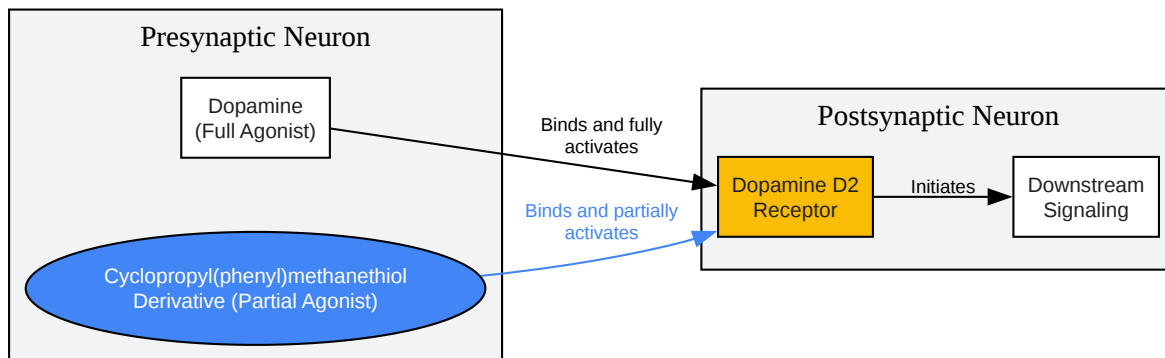 Presynaptic Neuron
Dopamine
(Full Agonist)
Cyclopropyl(phenyl)methanethiol
Derivative (Partial Agonist)
Binds and fully
activates
Binds and partially
activates
Postsynaptic Neuron
Dopamine D2
Receptor
Initiates
Downstream
Signaling